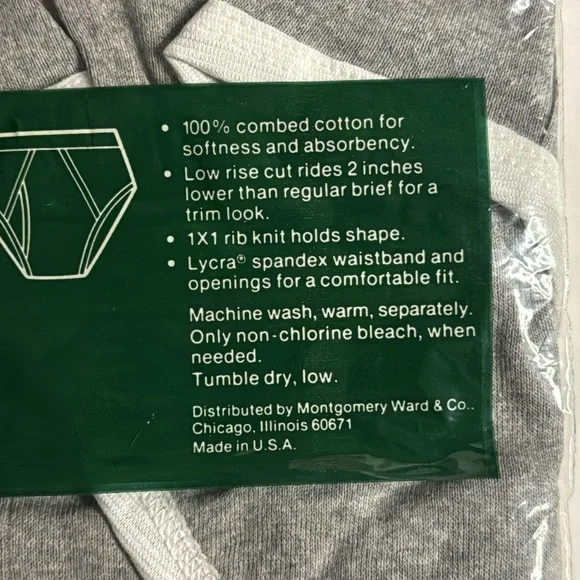 • 100% combed cotton for
softness and absorbency.
• Low rise cut rides 2 inches
lower than regular brief for a
trim look.
• 1X1 rib knit holds shape.
• Lycra® spandex waistband and
openings for a comfortable fit.
Machine wash, warm, separately.
Only non-chlorine bleach, when
needed.
Tumble dry, low.
Distributed by Montgomery Ward & Co..
Chicago, Illinois 60671
Made in U.S.A.